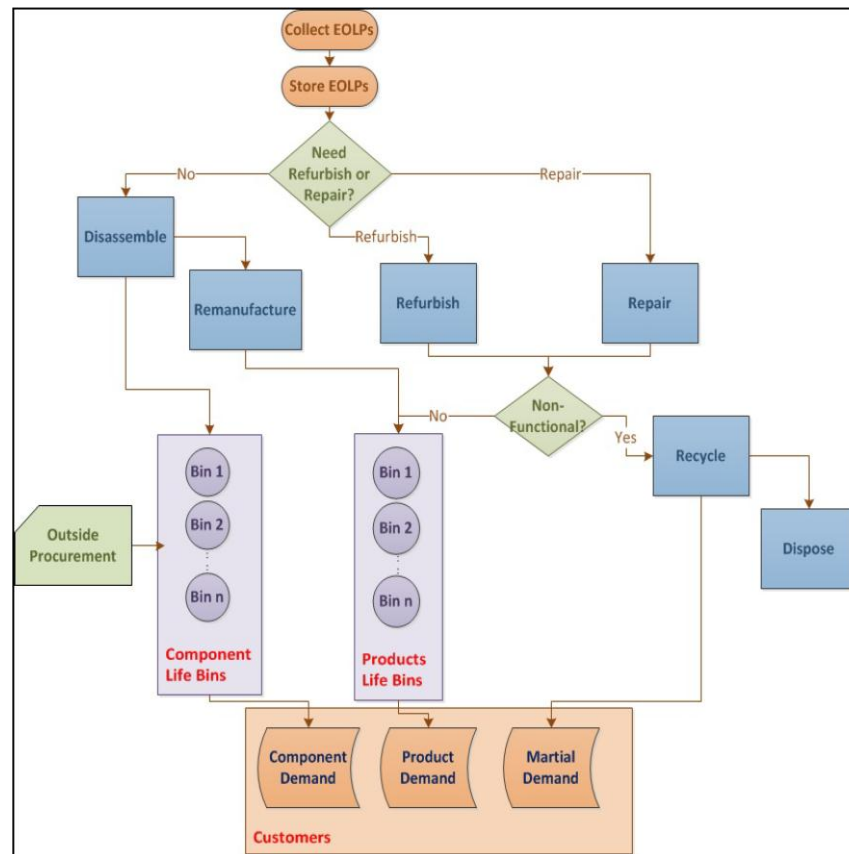 Collect EOLPs
Store EOLPs
Need
Refurbish or
Repair?
No
Repair
Refurbish
Disassemble
Remanufacture
Refurbish
Repair
Non-
Functional?
No
Yes
Recycle
Dispose
Outside
Procurement
Bin 1
Bin 2
Bin n
Component
Life Bins
Bin 1
Bin 2
Bin n
Products
Life Bins
Component
Demand
Product
Demand
Martial
Demand
Customers